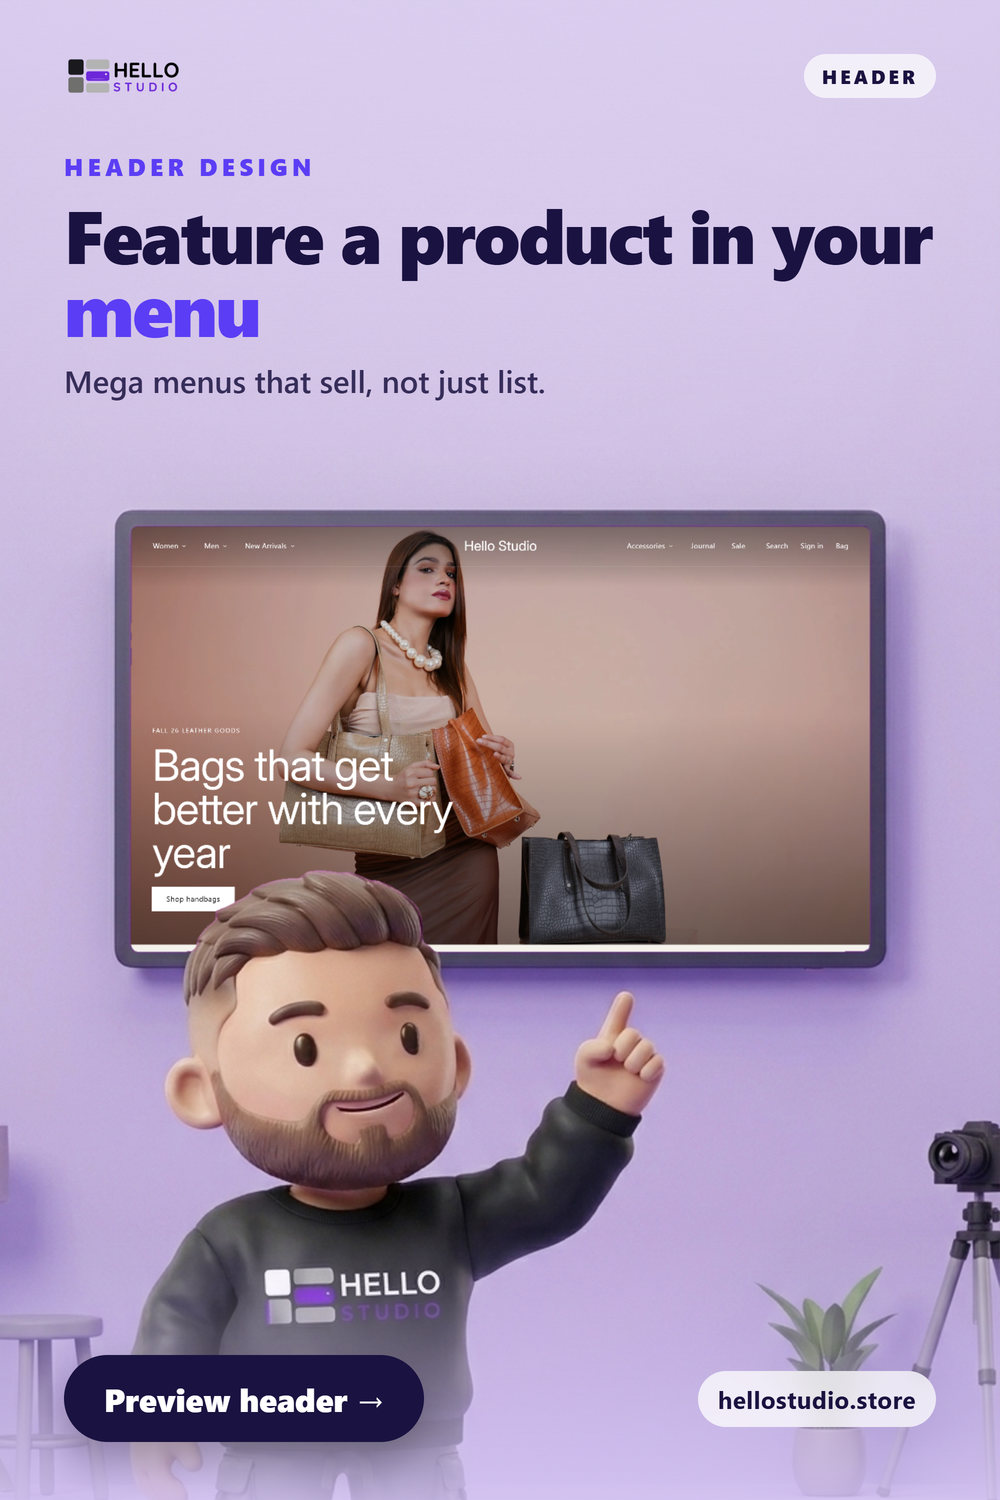 HELLO
STUDIO
HEADER
HEADER DESIGN
Feature a product in your
menu
Mega menus that sell, not just list.
Women Men New Arrivals Hello Studio Accessories Journal Sale Search Sign in Bag
FALL 26 LEATHER GOODS
Bags that get
better with every
year
Shop handbags
HELLO
STUDIO
Preview header →
hellostudio.store